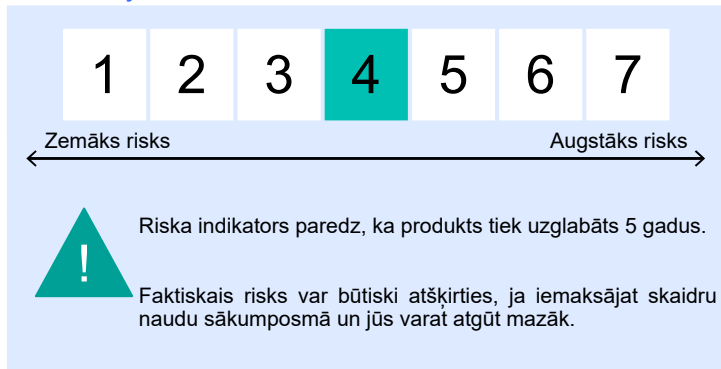 1 2 3 4 5 6 7
Zemāks risks Augstāks risks
!
Riska indikators paredz, ka produkts tiek uzglabāts 5 gadus.
Faktiskais risks var būtiski atšķirties, ja iemaksājat skaidru
naudu sākumposmā un jūs varat atgūt mazāk.